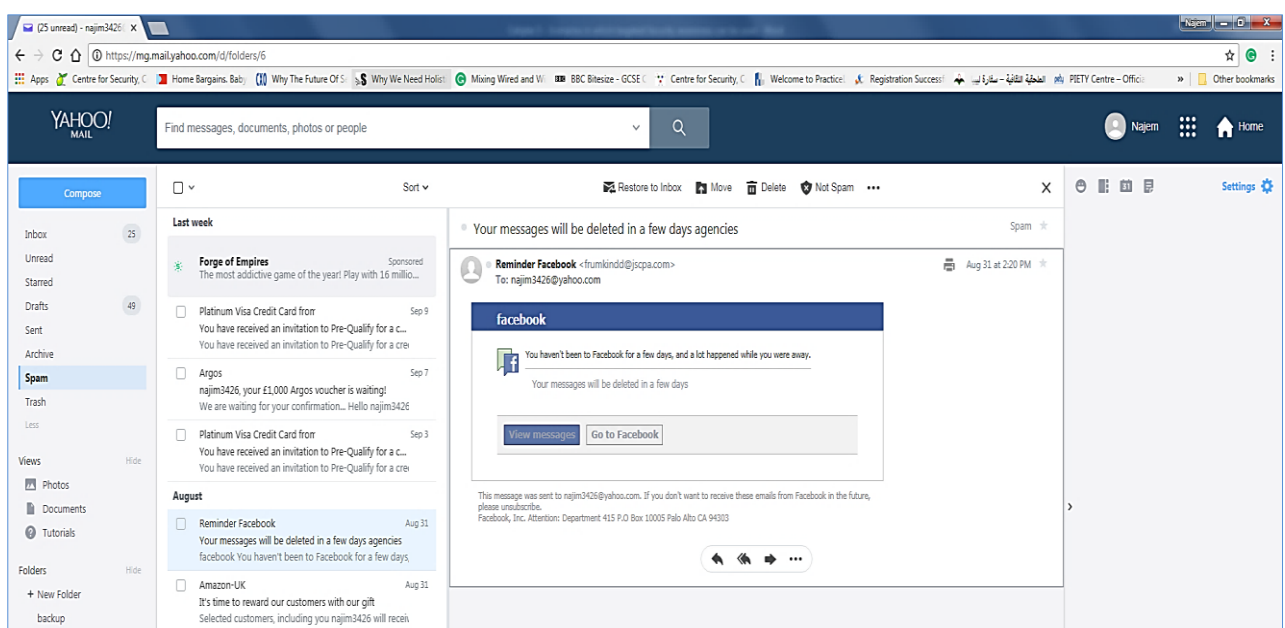 (25 unread) - najim3426 x
Najem
https://mg.mail.yahoo.com/d/folders/6
Apps Centre for Security, C Home Bargains. Baby Why The Future Of Se Why We Need Holist Mixing Wired and Wi BBC Bitesize - GCSE C Centre for Security, C Welcome to Practice Registration Success! PIETY Centre – Officia » Other bookmarks
YAHOO!
MAIL
Find messages, documents, photos or people
Najem
Home
Compose
Sort
Restore to Inbox Move Delete Not Spam ••• X
Settings
Inbox 25
Unread
Starred
Drafts 49
Sent
Archive
Spam
Trash
Less
Views Hide
Photos
Documents
Tutorials
Folders Hide
+ New Folder
backup
Last week
Forge of Empires Sponsored
The most addictive game of the year! Play with 16 millio...
Platinum Visa Credit Card from Sep 9
You have received an invitation to Pre-Qualify for a c...
You have received an invitation to Pre-Qualify for a cre
Argos Sep 7
najim3426, your £1,000 Argos voucher is waiting!
We are waiting for your confirmation... Hello najim3426
Platinum Visa Credit Card from Sep 3
You have received an invitation to Pre-Qualify for a c...
You have received an invitation to Pre-Qualify for a cre
August
Reminder Facebook Aug 31
Your messages will be deleted in a few days agencies
facebook You haven't been to Facebook for a few days,
Amazon-UK Aug 31
It's time to reward our customers with our gift
Selected customers, including you najim3426 will receiv
Your messages will be deleted in a few days agencies Spam
Reminder Facebook <frumkindd@jscpa.com> Aug 31 at 2:20 PM
To: najim3426@yahoo.com
facebook
You haven't been to Facebook for a few days, and a lot happened while you were away.
Your messages will be deleted in a few days
View messages Go to Facebook
This message was sent to najim3426@yahoo.com. If you don't want to receive these emails from Facebook in the future,
please unsubscribe.
Facebook, Inc. Attention: Department 415 P.O Box 10005 Palo Alto CA 94303